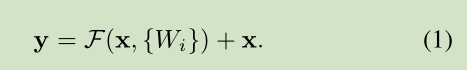 y = F(x, {W_i}) + x. (1)